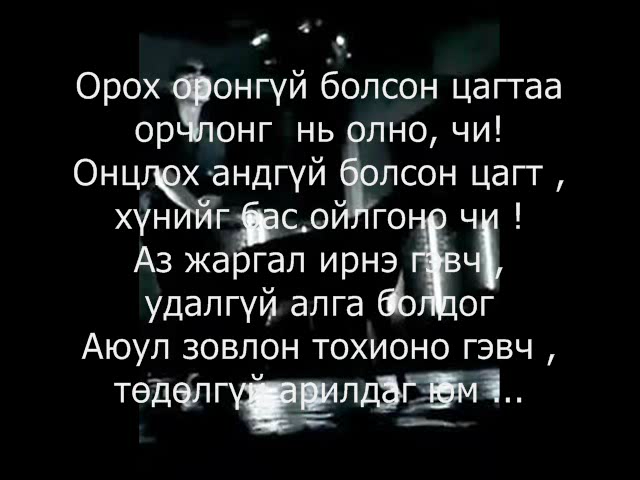 Орох оронгүй болсон цагтаа
орчлонг нь олно, чи!
Онцлох андгүй болсон цагт ,
хүнийг бас ойлгоно чи !
Аз жаргал ирнэ гэвч ,
удалгүй алга болдог
Аюул зовлон тохионо гэвч ,
төдөлгүй арилдаг юм ...